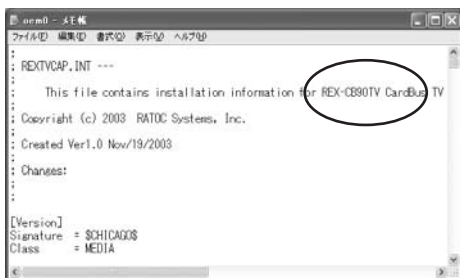 oem0 - メモ帳
ファイル(F) 編集(E) 書式(O) 表示(V) ヘルプ(H)
;
; REXTVCAP.INT ---
;
;     This file contains installation information for REX-CB90TV CardBus TV
;
; Copyright (c) 2003  RATOC Systems, Inc.
;
; Created Ver1.0 Nov/19/2003
;
; Changes:
;
;
[Version]
Signature   = $CHICAGO$
Class       = MEDIA